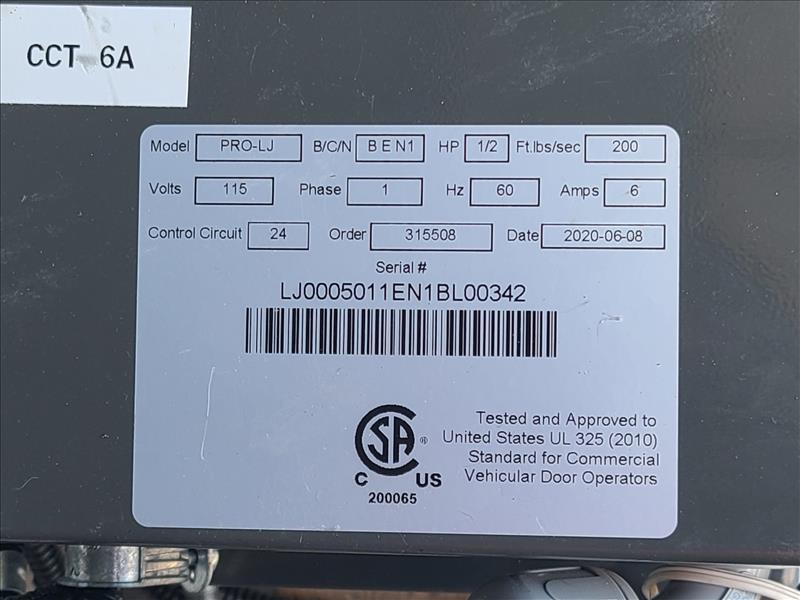 CCT 6A
Model PRO-LJ B/C/N B E N1 HP 1/2 Ft.lbs/sec 200
Volts 115 Phase 1 Hz 60 Amps 6
Control Circuit 24 Order 315508 Date 2020-06-08
Serial #
LJ0005011EN1BL00342
SA ®
C US
200065
Tested and Approved to
United States UL 325 (2010)
Standard for Commercial
Vehicular Door Operators